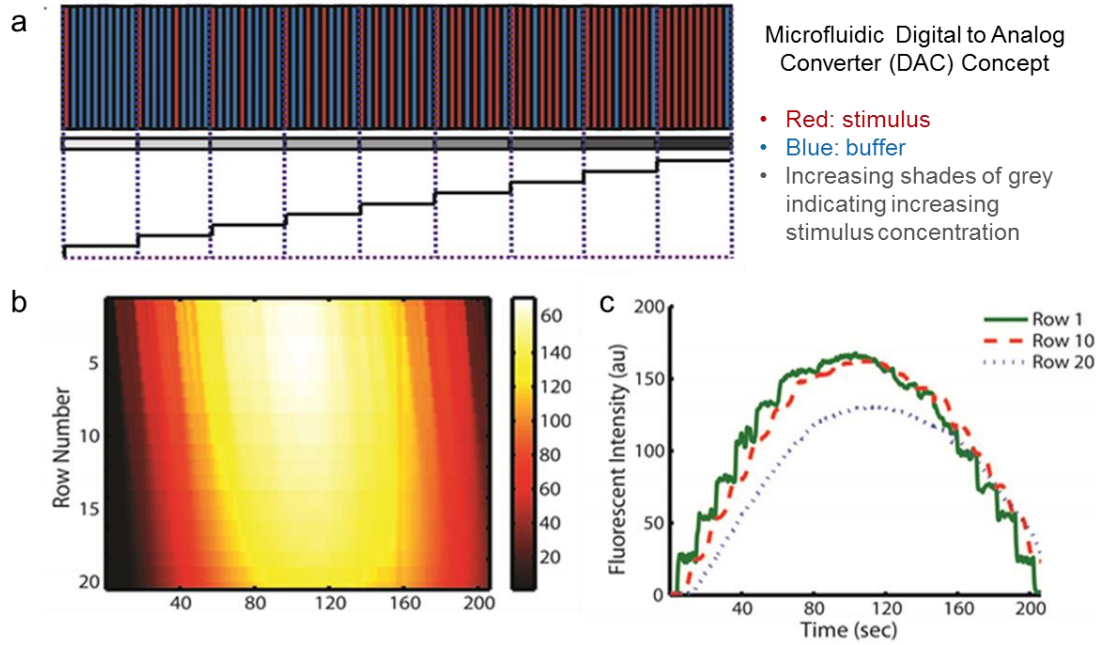 a
Microfluidic Digital to Analog
Converter (DAC) Concept
• Red: stimulus
• Blue: buffer
• Increasing shades of grey
indicating increasing
stimulus concentration
b
Row Number
5
10
15
20
40
80
120
160
200
60
140
120
100
80
60
40
20
c
Fluorescent Intensity (au)
200
150
100
50
0
40
80
120
160
200
Time (sec)
Row 1
Row 10
Row 20